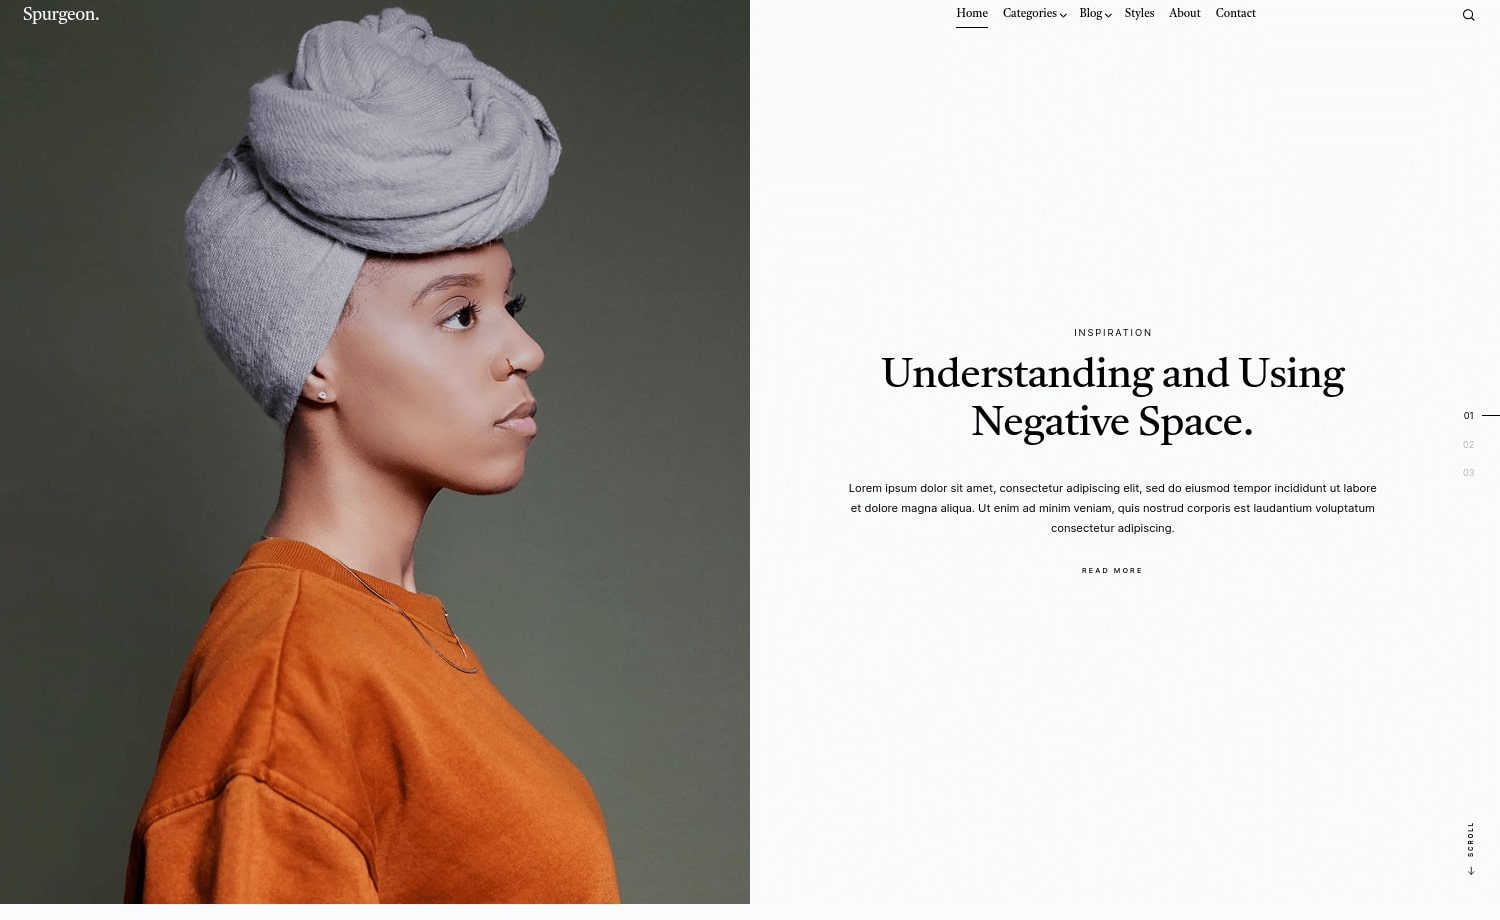 Spurgeon.
Home Categories Blog Styles About Contact
INSPIRATION
Understanding and Using
Negative Space.
Lorem ipsum dolor sit amet, consectetur adipiscing elit, sed do eiusmod tempor incididunt ut labore
et dolore magna aliqua. Ut enim ad minim veniam, quis nostrud corporis est laudantium voluptatum
consectetur adipiscing.
READ MORE
01
02
03
SCROLL